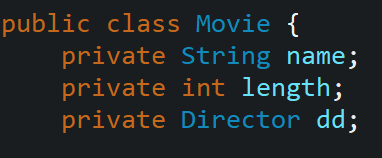 public class Movie {
    private String name;
    private int length;
    private Director dd;